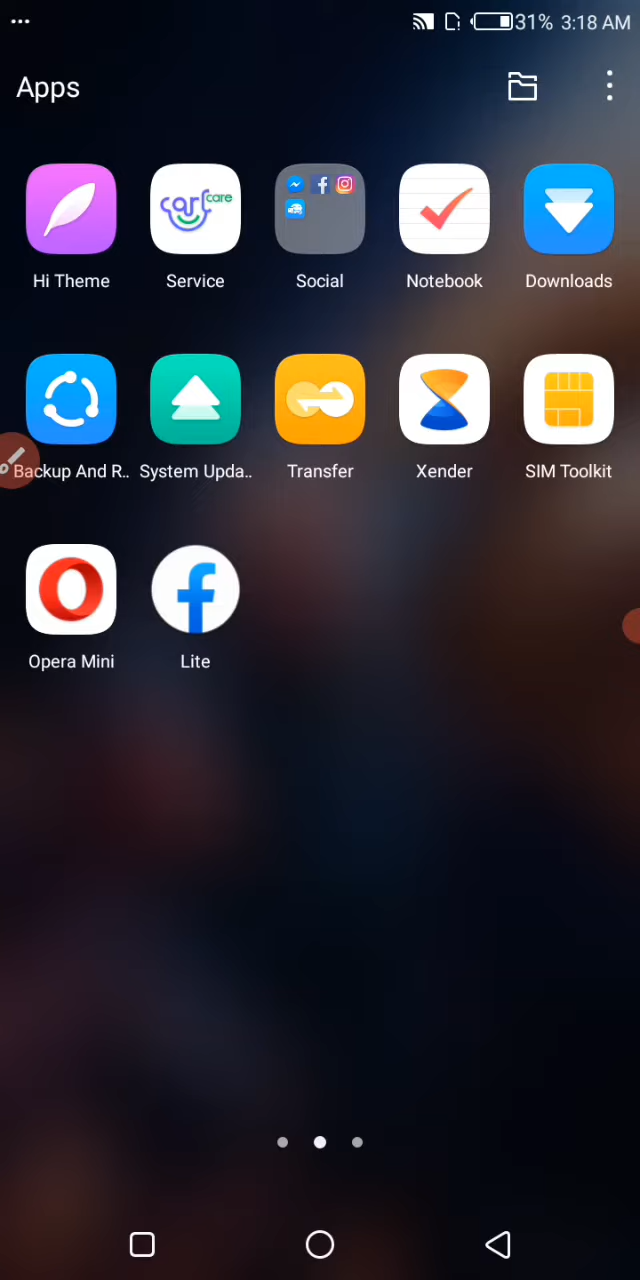 31% 3:18 AM
Apps
carlcare
Hi Theme Service Social Notebook Downloads
Backup And R.. System Upda.. Transfer Xender SIM Toolkit
Opera Mini Lite